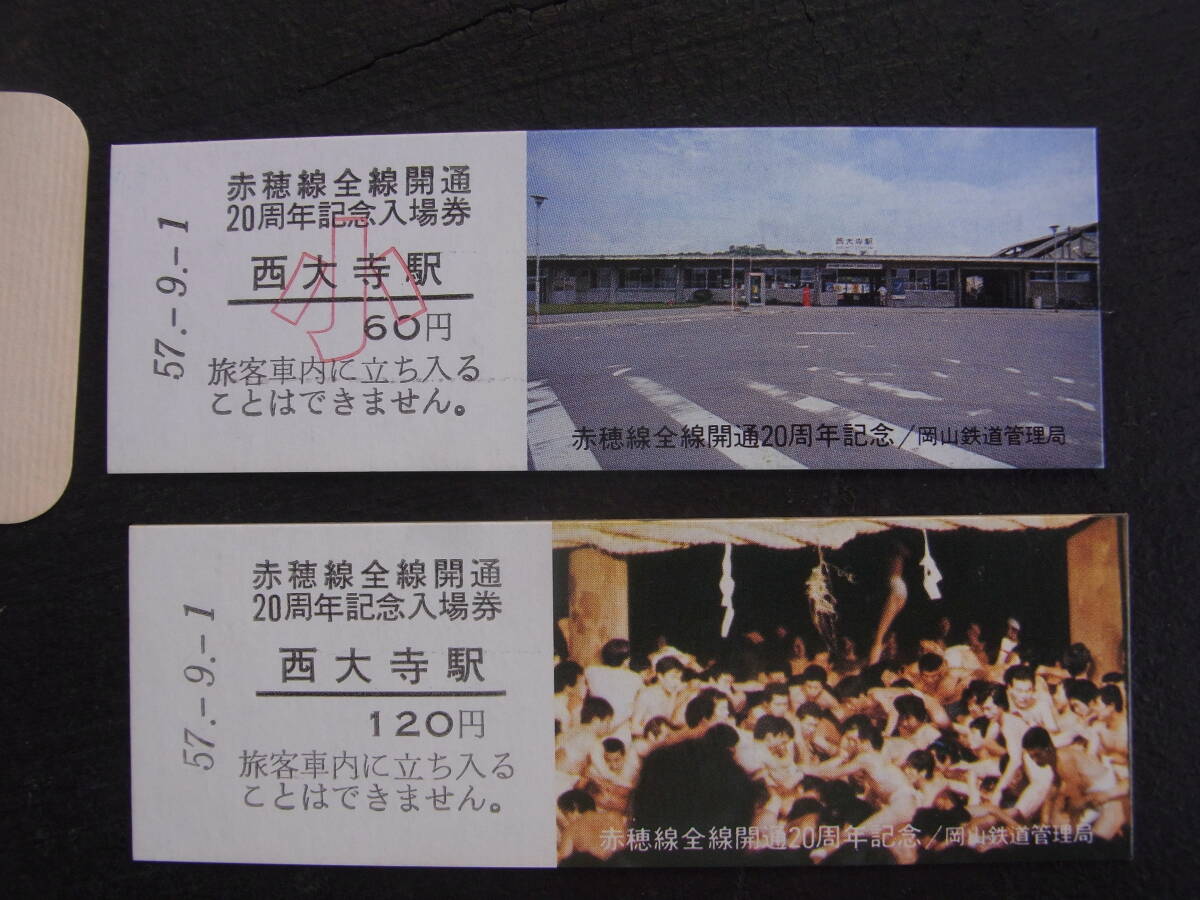 57.-9.-1
赤穂線全線開通
20周年記念入場券
小
西大寺駅
60円
旅客車内に立ち入る
ことはできません。
西大寺駅
赤穂線全線開通20周年記念/岡山鉄道管理局
57.-9.-1
赤穂線全線開通
20周年記念入場券
西大寺駅
120円
旅客車内に立ち入る
ことはできません。
赤穂線全線開通20周年記念/岡山鉄道管理局